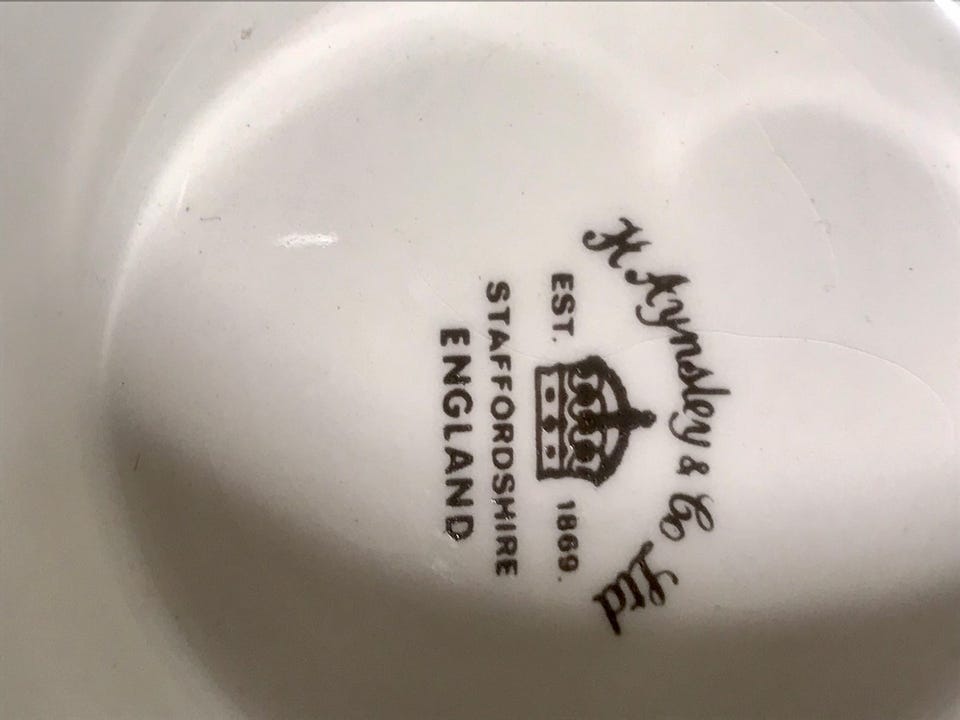 H Aynsley & Co Ltd
EST. 1869.
STAFFORDSHIRE
ENGLAND